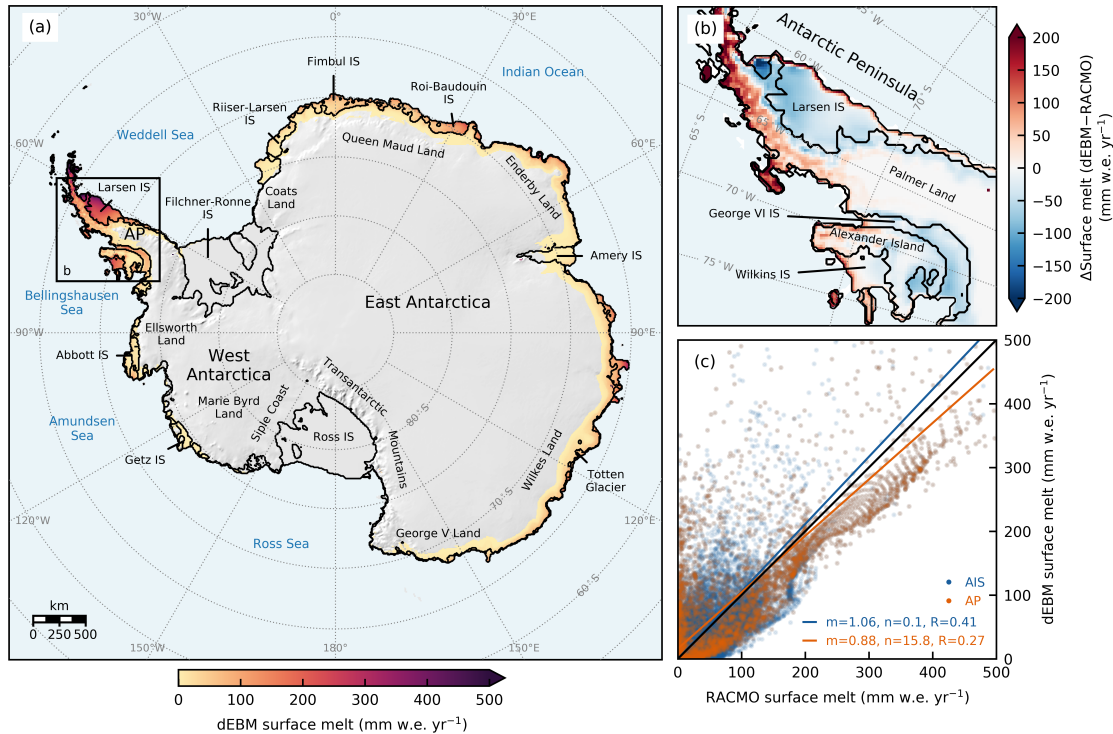 (a)
0°
30°E
30°W
Fimbul IS
Indian Ocean
Roi-Baudouin
IS
Riiser-Larsen
IS
Weddell Sea
60°W
60°E
Queen Maud Land
Enderby Land
Larsen IS
Coats
Land
Filchner-Ronne
IS
AP
b
Amery IS
Bellingshausen
Sea
East Antarctica
90°W
90°E
Ellsworth
Land
Abbott IS
West
Antarctica
Transantarctic
Mountains
Marie Byrd
Land
Siple Coast
80°S
Amundsen
Sea
Ross IS
Getz IS
Wilkes Land
Totten
Glacier
70°S
120°W
120°E
Ross Sea
George V Land
60°S
km
0 250 500
150°W
180°
150°E
0 100 200 300 400 500
dEBM surface melt (mm w.e. yr⁻¹)
(b)
Antarctic Peninsula
55°W
60°W
65°W
70°S
65°S
Larsen IS
Palmer Land
70°W
George VI IS
Alexander Island
75°W
Wilkins IS
200
150
100
50
0
−50
−100
−150
−200
ΔSurface melt (dEBM−RACMO)
(mm w.e. yr⁻¹)
(c)
500
400
300
200
100
0
dEBM surface melt (mm w.e. yr⁻¹)
AIS
AP
m=1.06, n=0.1, R=0.41
m=0.88, n=15.8, R=0.27
0 100 200 300 400 500
RACMO surface melt (mm w.e. yr⁻¹)